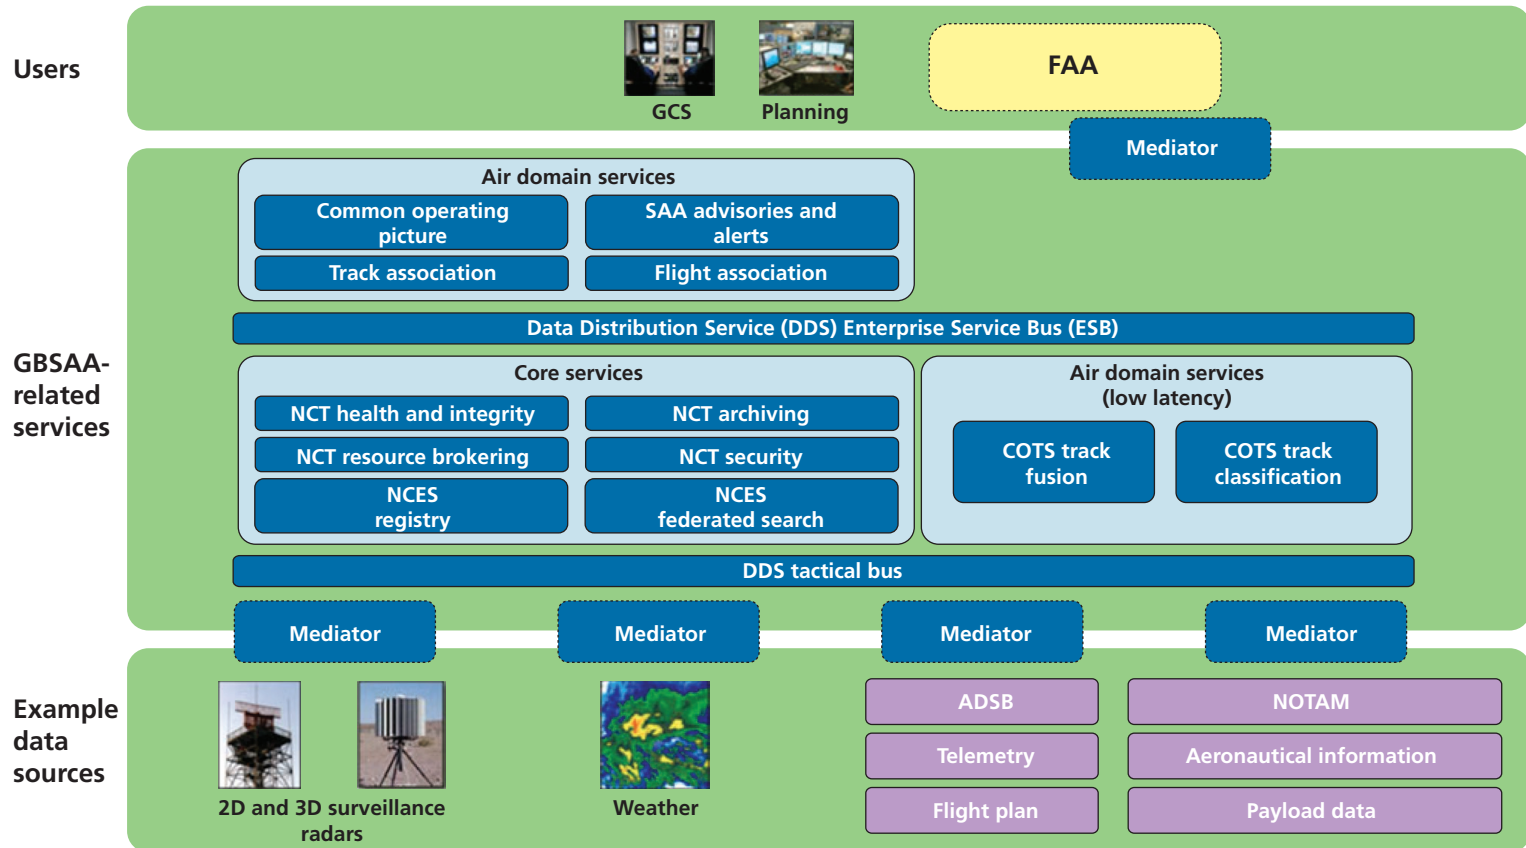 Users
GCS
Planning
FAA
Mediator
GBSAA-
related
services
Air domain services
Common operating
picture
SAA advisories and
alerts
Track association
Flight association
Data Distribution Service (DDS) Enterprise Service Bus (ESB)
Core services
NCT health and integrity
NCT archiving
NCT resource brokering
NCT security
NCES
registry
NCES
federated search
Air domain services
(low latency)
COTS track
fusion
COTS track
classification
DDS tactical bus
Mediator
Mediator
Mediator
Mediator
Example
data
sources
2D and 3D surveillance
radars
Weather
ADSB
NOTAM
Telemetry
Aeronautical information
Flight plan
Payload data